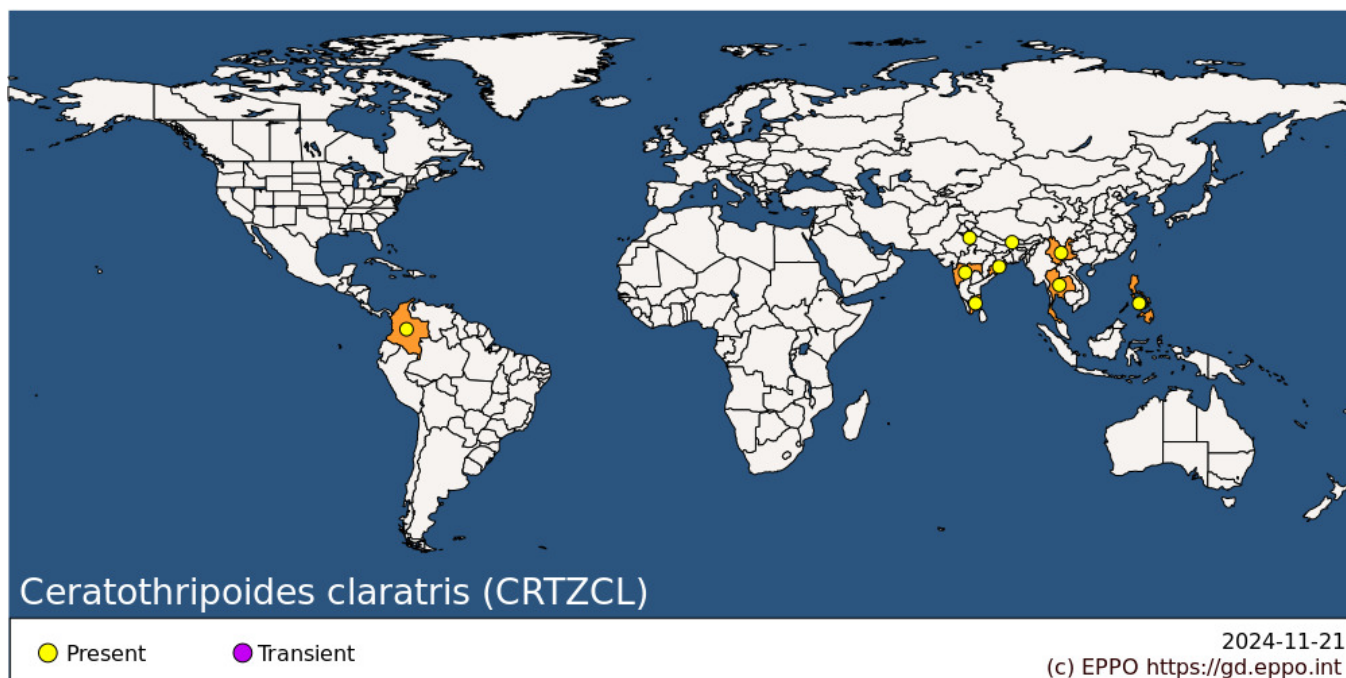 Ceratothripoides claratris (CRTZCL)
Present
Transient
2024-11-21
(c) EPPO https://gd.eppo.int